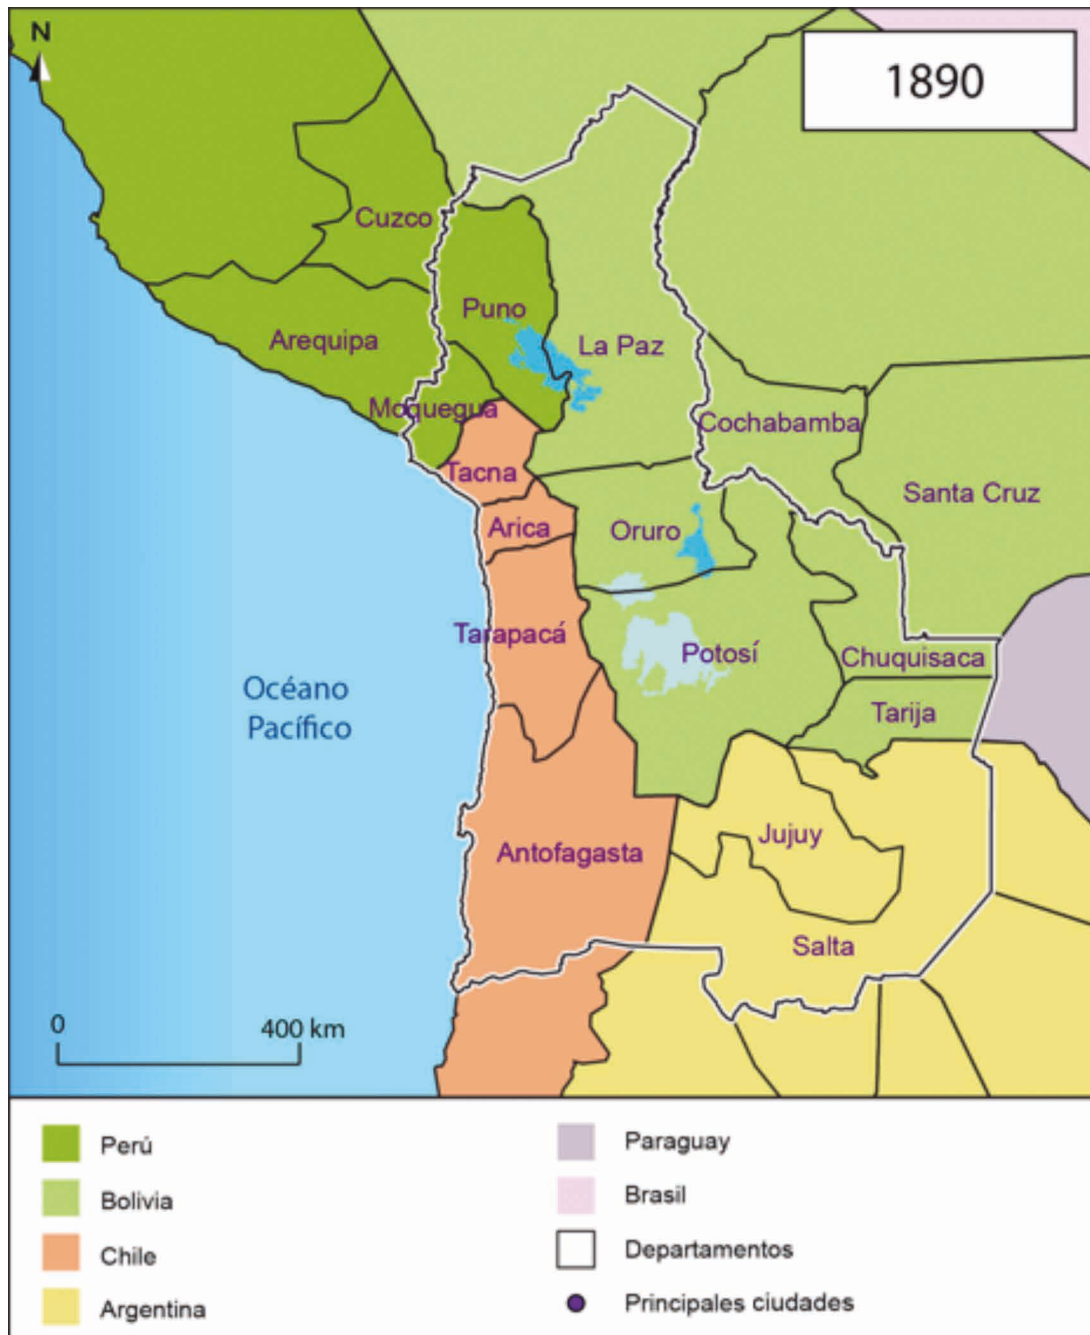 N
1890
Cuzco
Puno
La Paz
Arequipa
Moquegua
Cochabamba
Tacna
Santa Cruz
Arica
Oruro
Tarapacá
Potosí
Chuquisaca
Océano
Pacífico
Tarija
Jujuy
Antofagasta
Salta
0
400 km
Perú
Bolivia
Chile
Argentina
Paraguay
Brasil
Departamentos
Principales ciudades